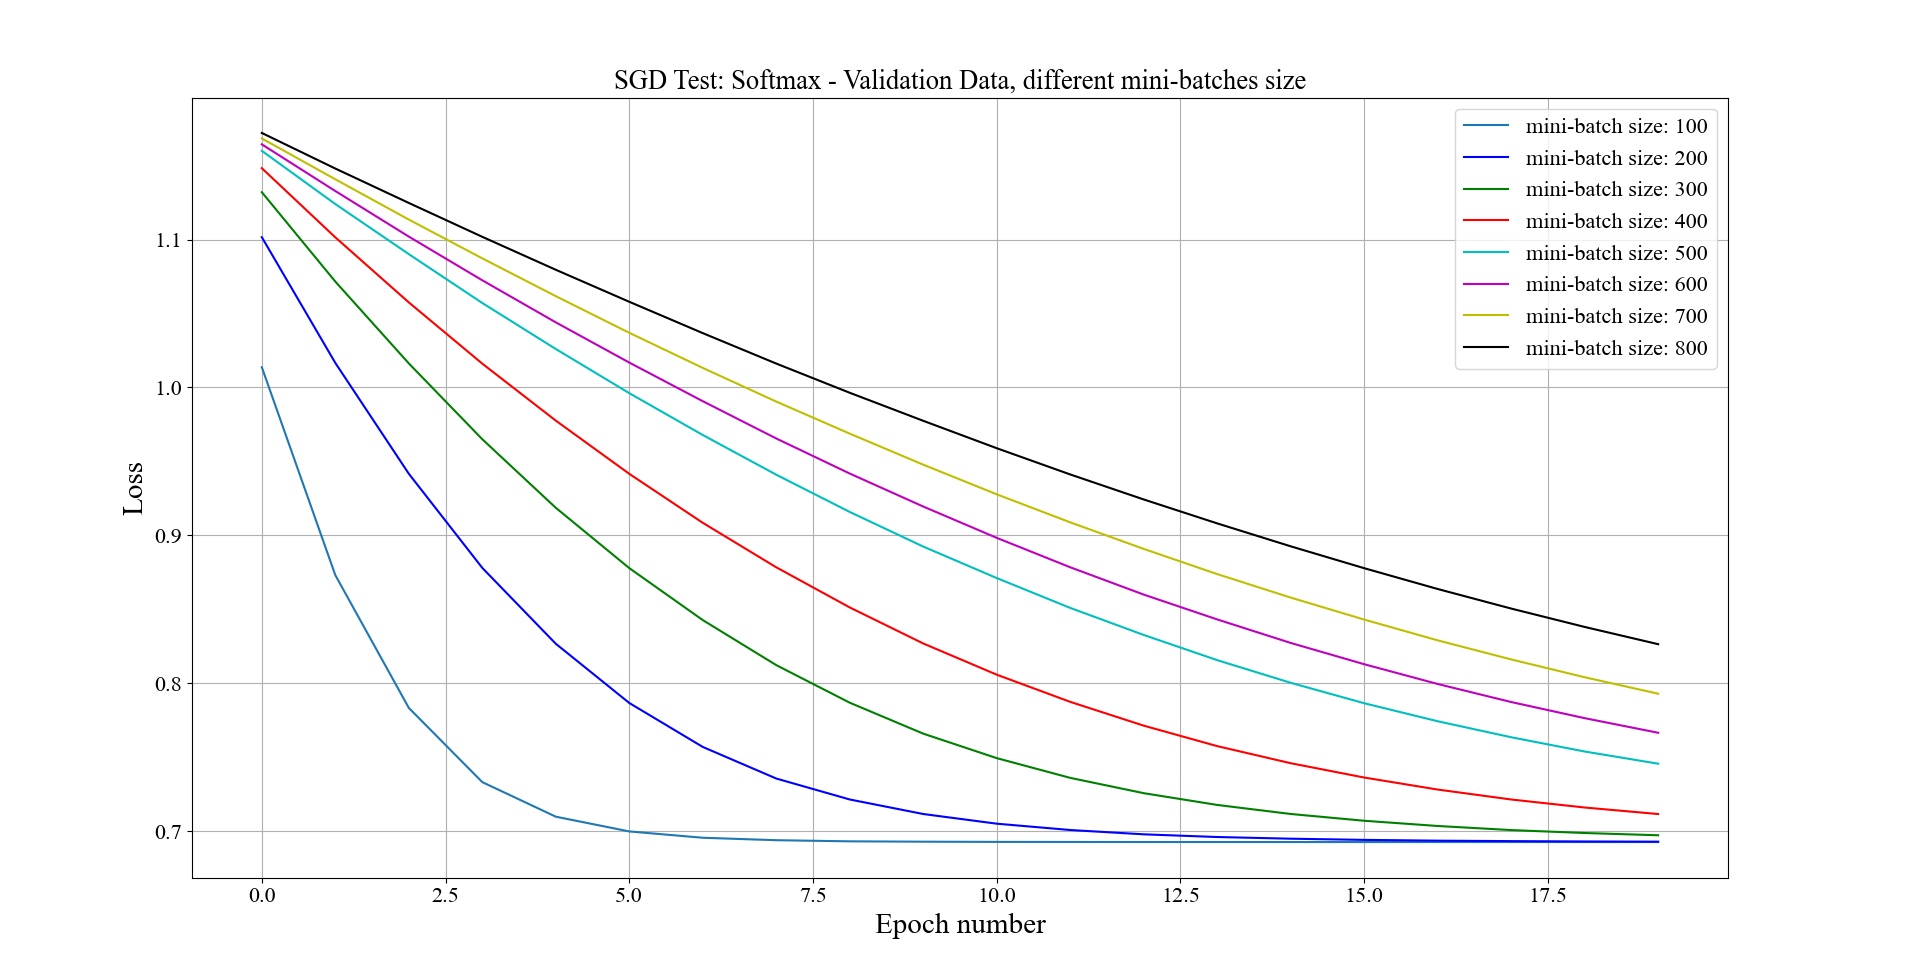 SGD Test: Softmax - Validation Data, different mini-batches size
mini-batch size: 100
mini-batch size: 200
mini-batch size: 300
mini-batch size: 400
mini-batch size: 500
mini-batch size: 600
mini-batch size: 700
mini-batch size: 800
1.1
1.0
0.9
0.8
0.7
Loss
0.0 2.5 5.0 7.5 10.0 12.5 15.0 17.5
Epoch number